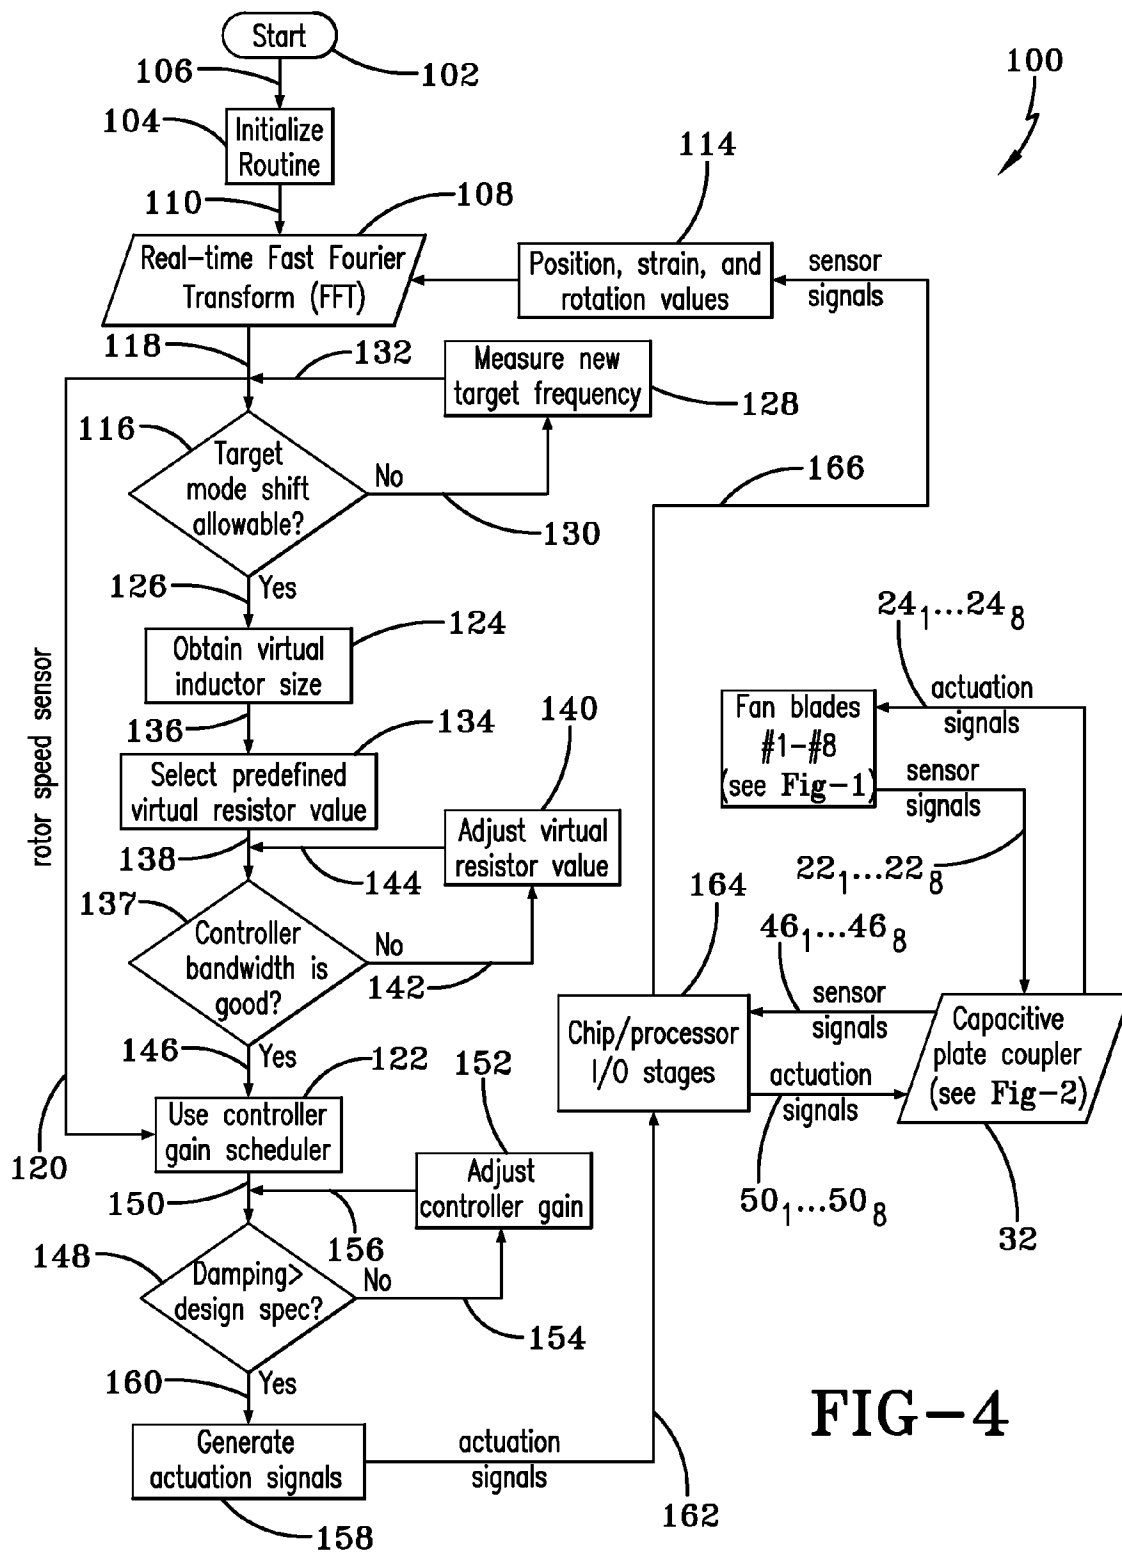 Start
106
102
100
104
Initialize
Routine
114
110
108
Real-time Fast Fourier
Transform (FFT)
Position, strain, and
rotation values
sensor
signals
118
132
Measure new
target frequency
128
116
Target
mode shift
allowable?
No
130
166
126
Yes
24₁...24₈
124
Obtain virtual
inductor size
rotor speed sensor
136
134
140
actuation
signals
Fan blades
#1-#8
(see Fig-1)
sensor
signals
Select predefined
virtual resistor value
Adjust virtual
resistor value
138
144
22₁...22₈
137
164
46₁...46₈
Controller
bandwidth is
good?
No
142
sensor
signals
Capacitive
plate coupler
(see Fig-2)
Chip/processor
I/O stages
146
Yes
122
152
actuation
signals
Use controller
gain scheduler
120
150
Adjust
controller gain
50₁...50₈
32
156
148
Damping>
design spec?
No
154
160
Yes
FIG-4
Generate
actuation signals
actuation
signals
162
158